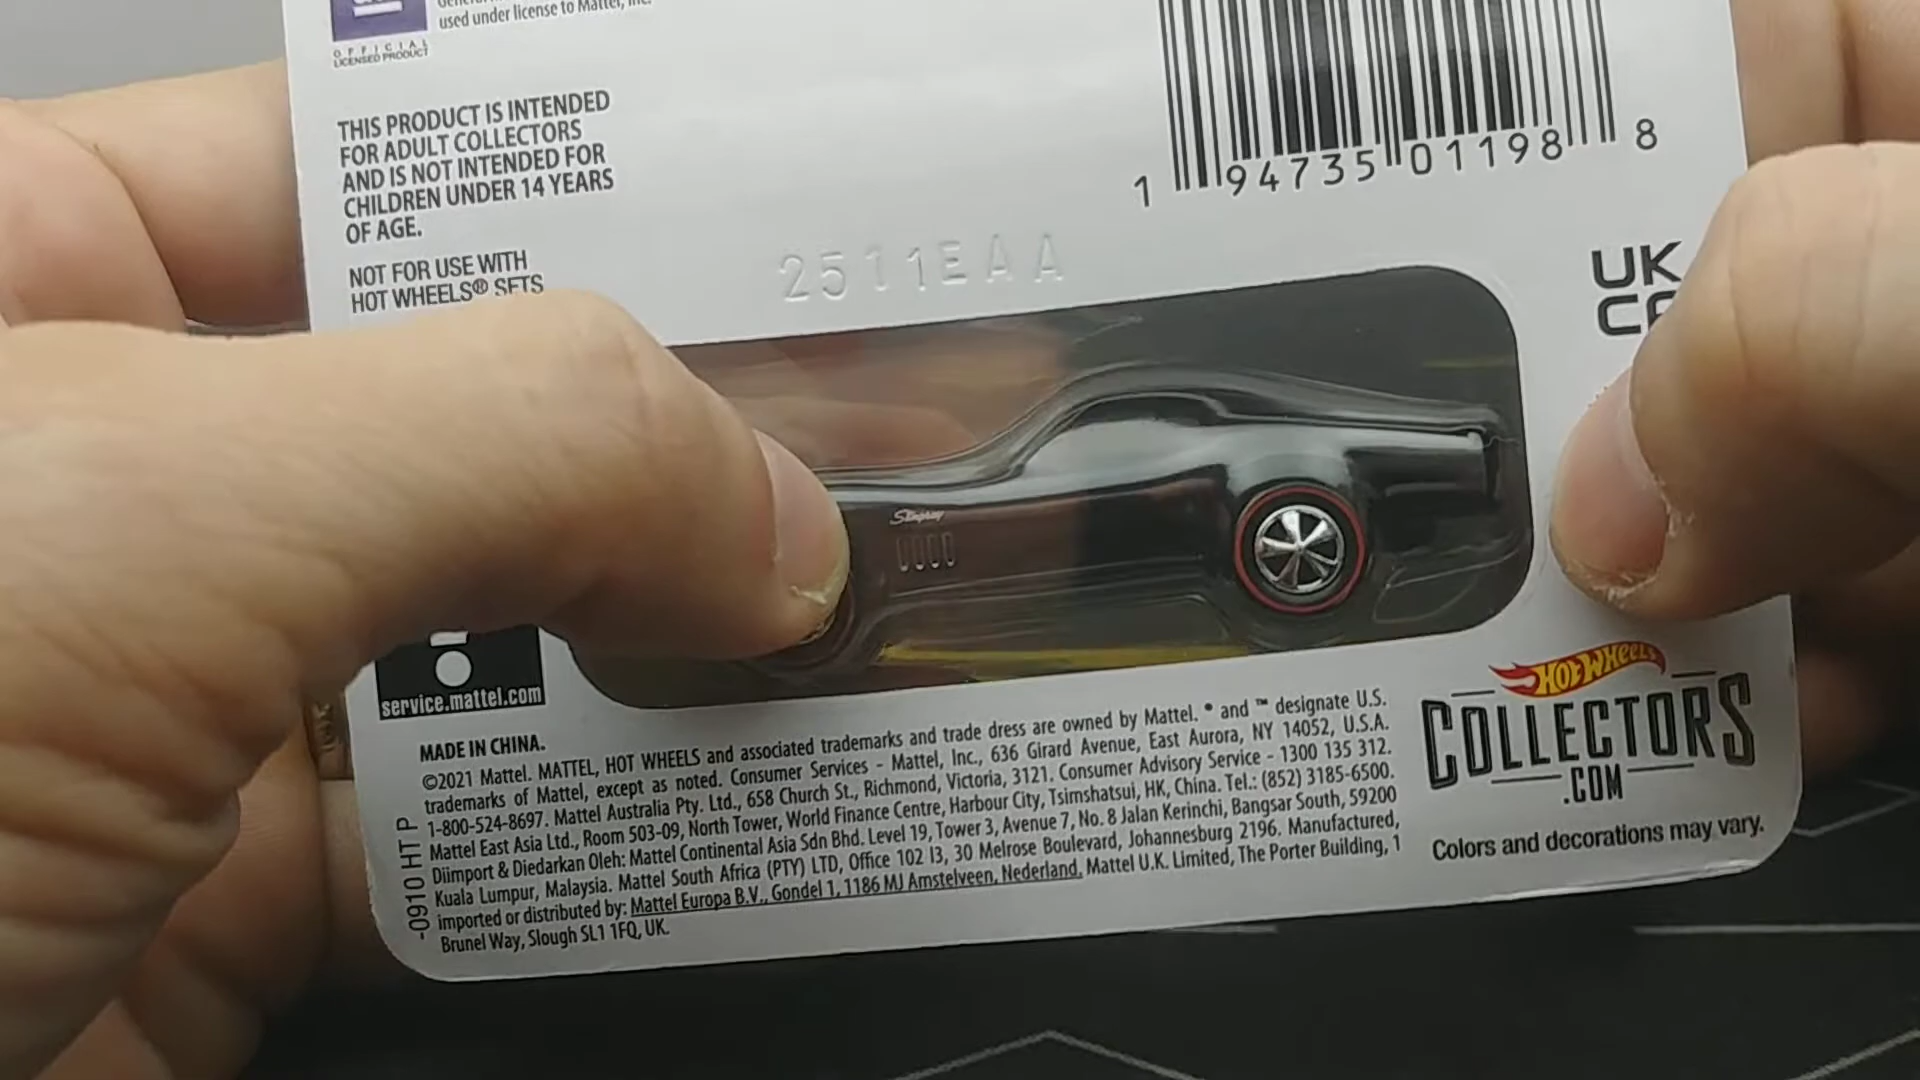 used under license to Mattel, Inc.
OFFICIAL
LICENSED PRODUCT
THIS PRODUCT IS INTENDED
FOR ADULT COLLECTORS
AND IS NOT INTENDED FOR
CHILDREN UNDER 14 YEARS
OF AGE.
NOT FOR USE WITH
HOT WHEELS® SETS
1 94735 01198 8
2511EAA
UK
Stingray
service.mattel.com
MADE IN CHINA.
©2021 Mattel. MATTEL, HOT WHEELS and associated trademarks and trade dress are owned by Mattel. ® and ™ designate U.S.
trademarks of Mattel, except as noted. Consumer Services - Mattel, Inc., 636 Girard Avenue, East Aurora, NY 14052, U.S.A.
1-800-524-8697. Mattel Australia Pty. Ltd., 658 Church St., Richmond, Victoria, 3121. Consumer Advisory Service - 1300 135 312.
Mattel East Asia Ltd., Room 503-09, North Tower, World Finance Centre, Harbour City, Tsimshatsui, HK, China. Tel.: (852) 3185-6500.
Diimport & Diedarkan Oleh: Mattel Continental Asia Sdn Bhd. Level 19, Tower 3, Avenue 7, No. 8 Jalan Kerinchi, Bangsar South, 59200
Kuala Lumpur, Malaysia. Mattel South Africa (PTY) LTD, Office 102 I3, 30 Melrose Boulevard, Johannesburg 2196. Manufactured,
imported or distributed by: Mattel Europa B.V., Gondel 1, 1186 MJ Amstelveen, Nederland. Mattel U.K. Limited, The Porter Building, 1
Brunel Way, Slough SL1 1FQ, UK.
-0910 HT P
HOT WHEELS
COLLECTORS
.COM
Colors and decorations may vary.